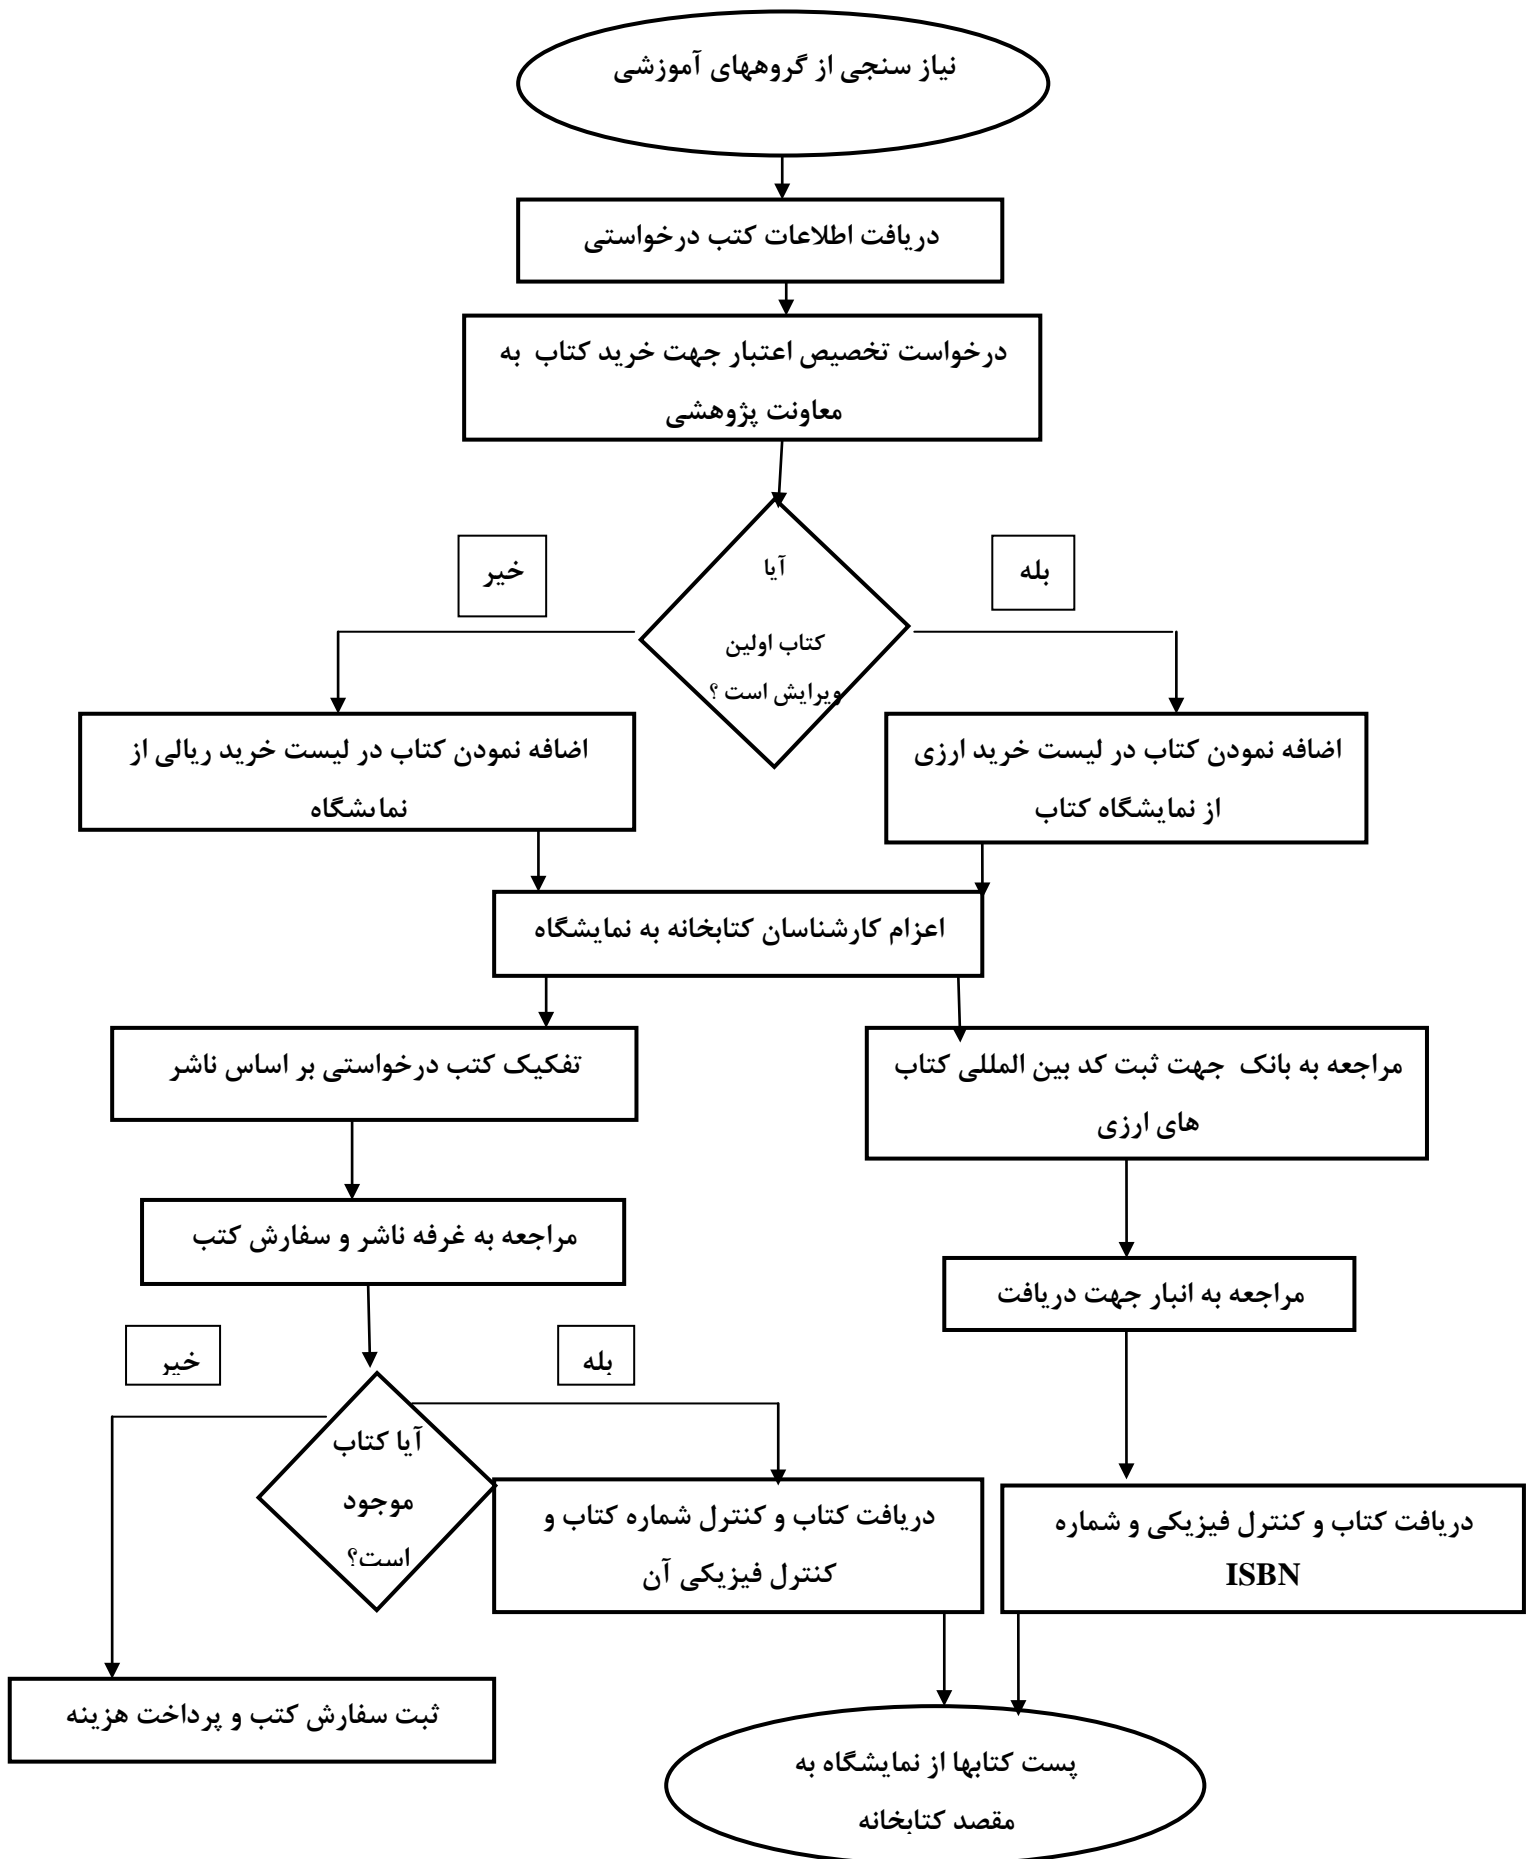 نیاز سنجی از گروههای آموزشی
دریافت اطلاعات کتب درخواستی
درخواست تخصیص اعتبار جهت خرید کتاب به
معاونت پژوهشی
خیر
بله
آیا
کتاب اولین
ویرایش است ؟
اضافه نمودن کتاب در لیست خرید ارزی
از نمایشگاه کتاب
اضافه نمودن کتاب در لیست خرید ریالی از
نمایشگاه
اعزام کارشناسان کتابخانه به نمایشگاه
مراجعه به بانک جهت ثبت کد بین المللی کتاب
های ارزی
تفکیک کتب درخواستی بر اساس ناشر
مراجعه به غرفه ناشر و سفارش کتب
مراجعه به انبار جهت دریافت
بله
خیر
آیا کتاب
موجود
است؟
دریافت کتاب و کنترل فیزیکی و شماره
ISBN
دریافت کتاب و کنترل شماره کتاب و
کنترل فیزیکی آن
ثبت سفارش کتب و پرداخت هزینه
پست کتابها از نمایشگاه به
مقصد کتابخانه